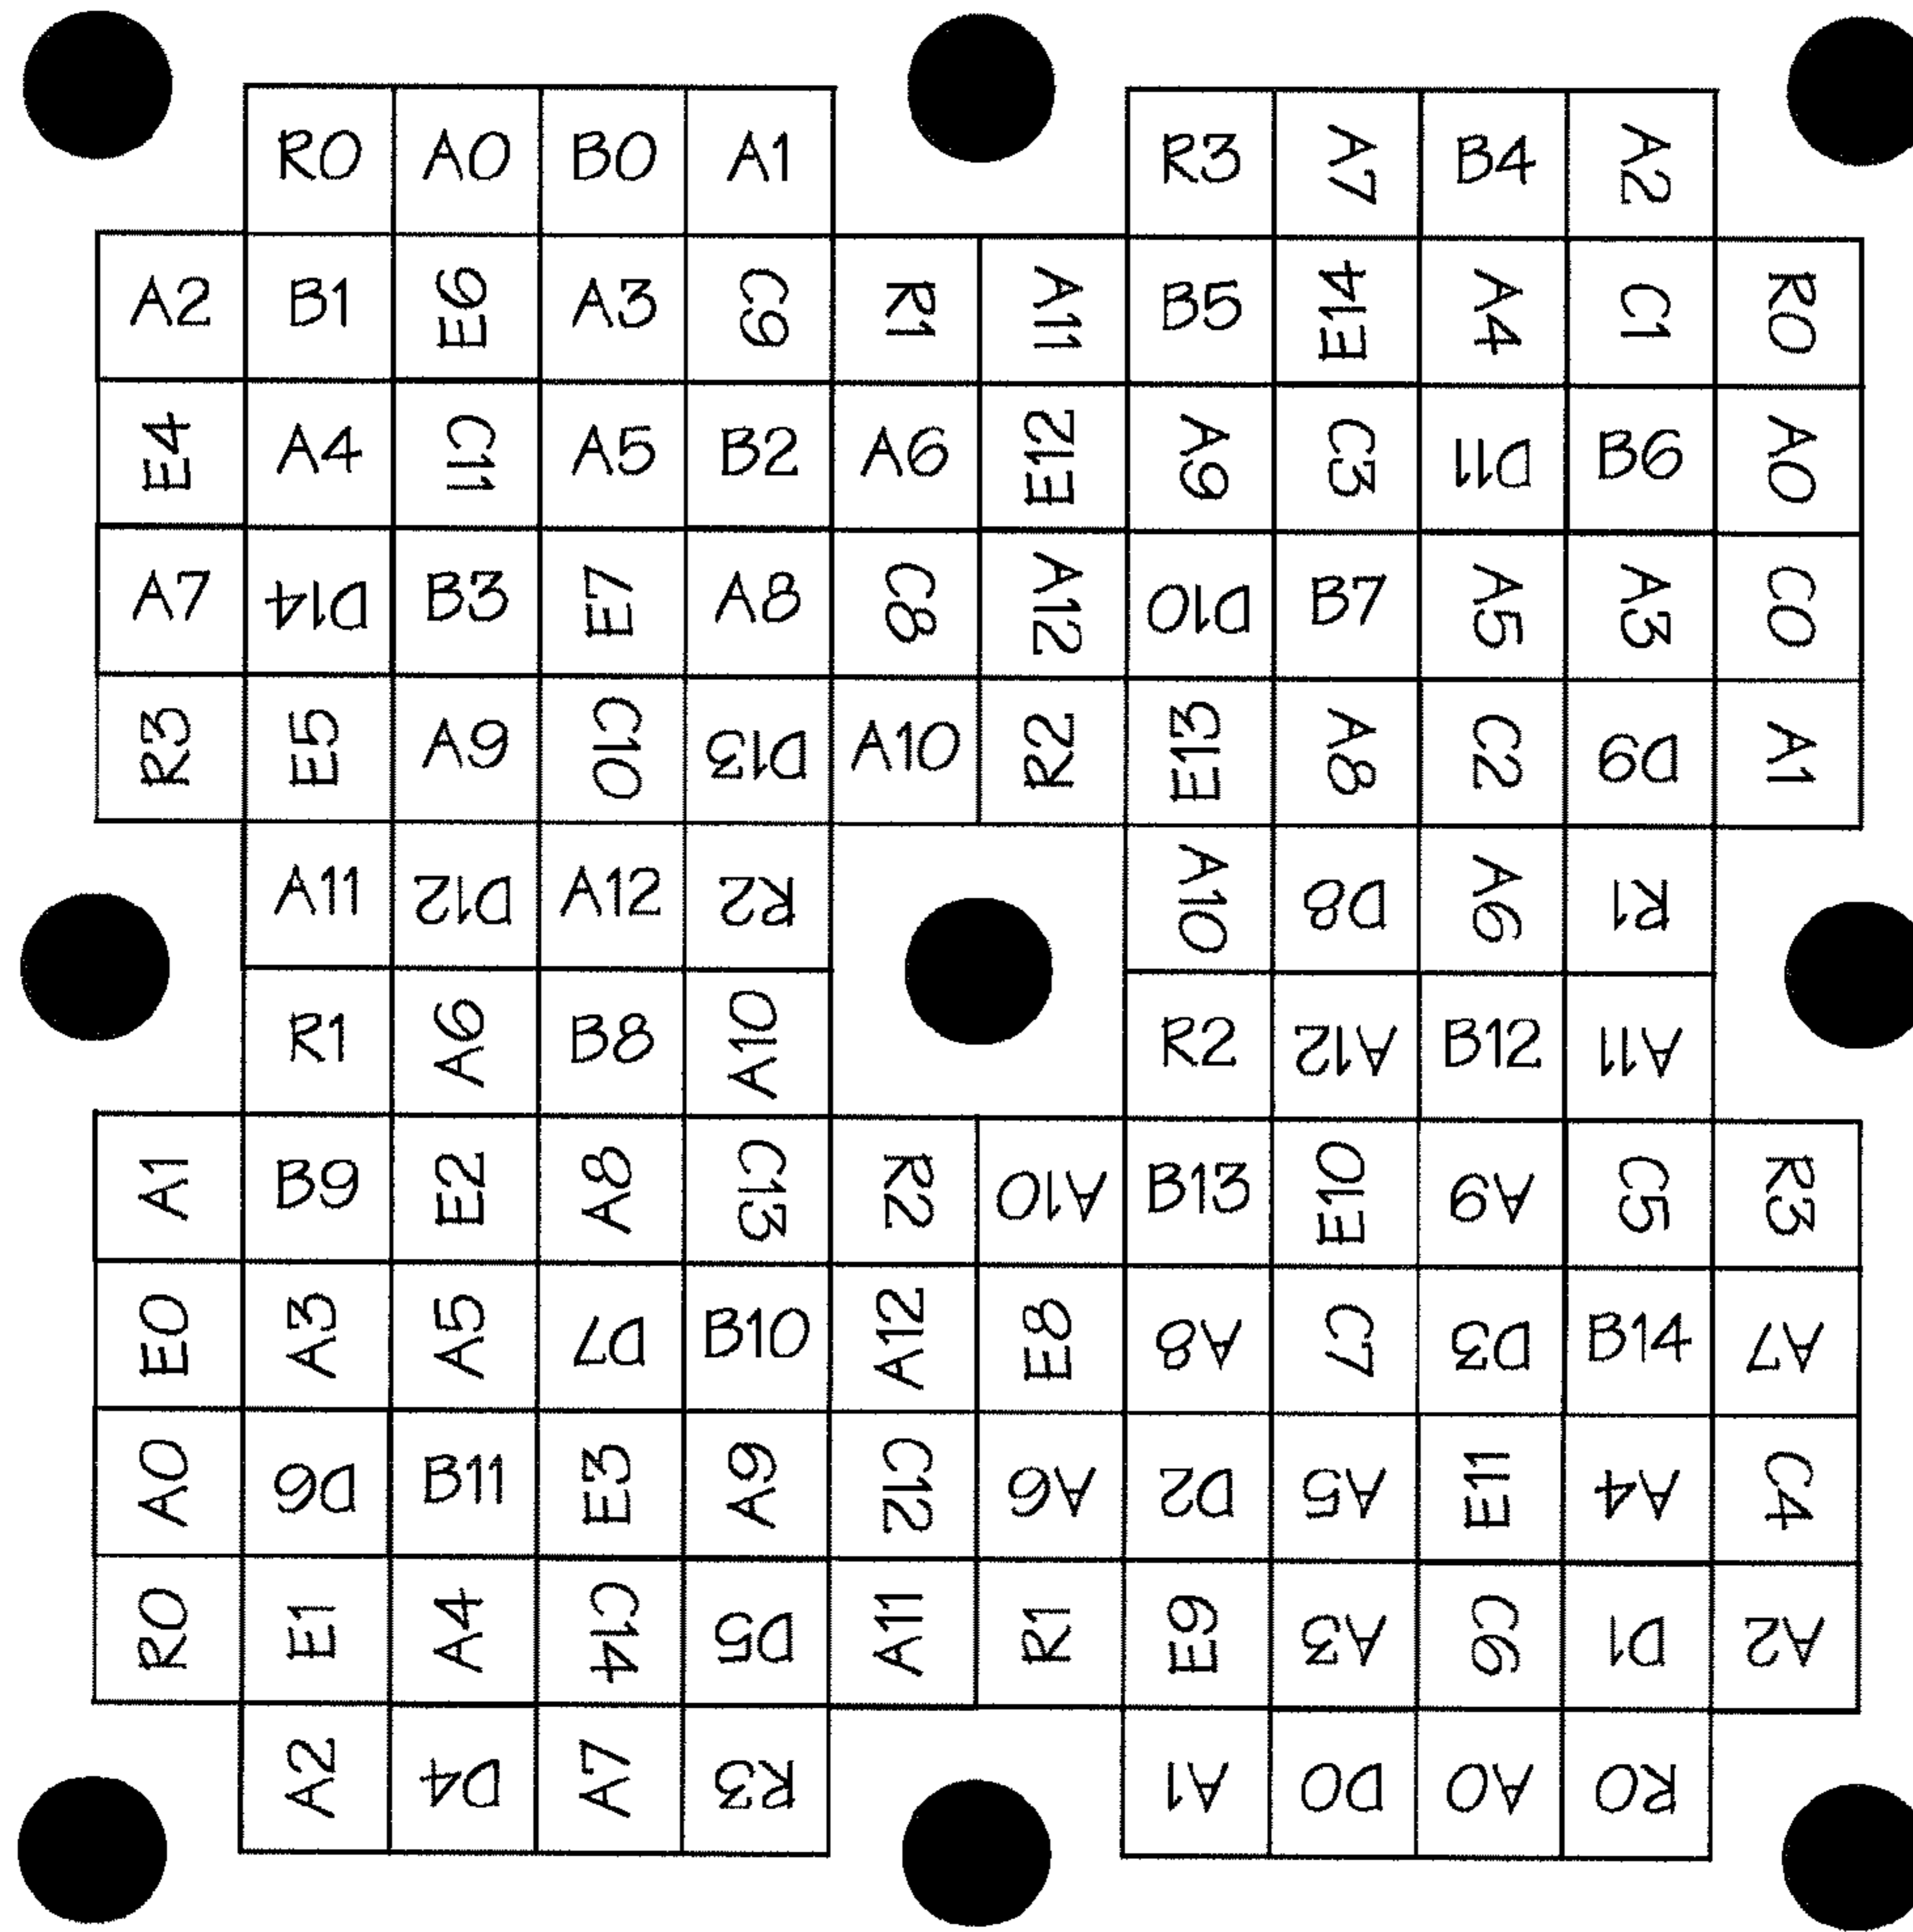 R0 A0 B0 A1 R3 A7 B4 A2
A2 B1 E6 A3 C9 R1 A11 B5 E14 A4 C1 R0
E4 A4 C11 A5 B2 A6 E12 A9 C3 D11 B6 A0
A7 D14 B3 E7 A8 C8 A12 D10 B7 A5 A3 C0
R3 E5 A9 C10 D13 A10 R2 E13 A8 C2 D9 A1
A11 D12 A12 R2 A10 D8 A6 R1
R1 A6 B8 A10 R2 A12 B12 A11
A1 B9 E2 A8 C13 R2 A10 B13 E10 A9 C5 R3
E0 A3 A5 D7 B10 A12 E8 A8 C7 D3 B14 A7
A0 D6 B11 E3 A9 C12 A6 D2 A5 E11 A4 C4
R0 E1 A4 C14 D5 A11 R1 E9 A3 C6 D1 A2
A2 D4 A7 R3 A1 D0 A0 R0